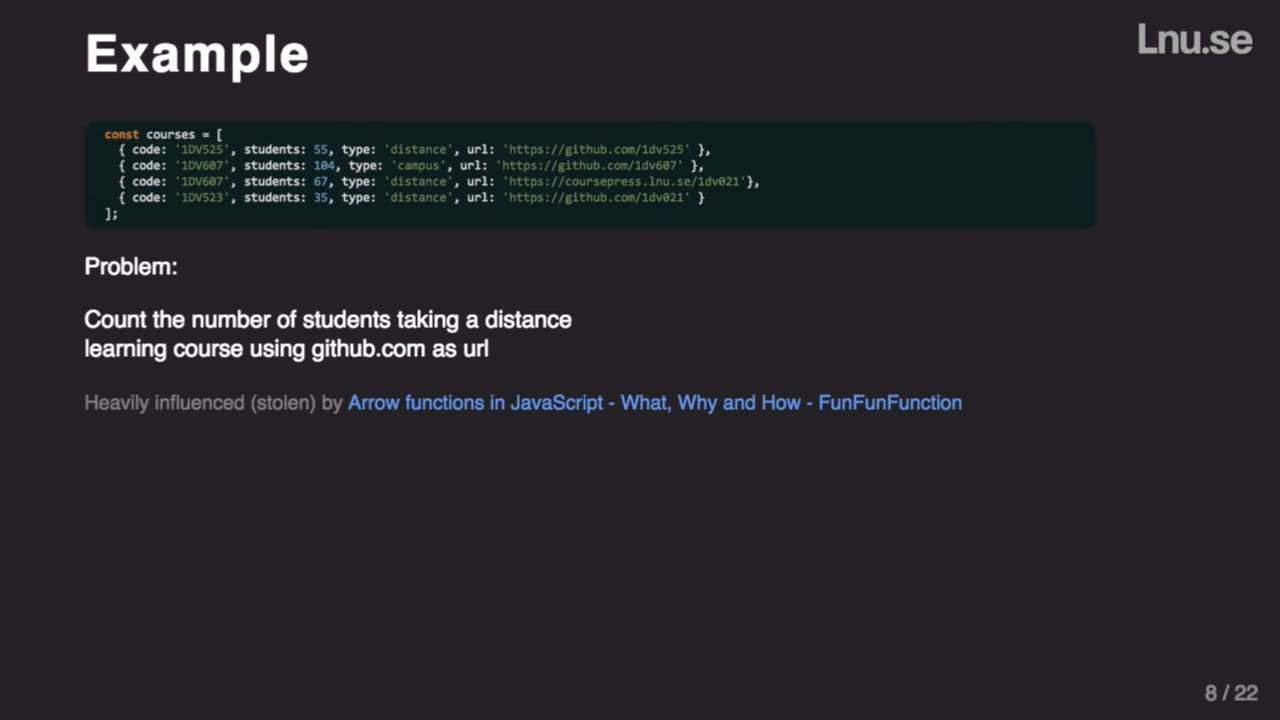 Example
Lnu.se
const courses = [
{ code: '1DV525', students: 55, type: 'distance', url: 'https://github.com/1dv525' },
{ code: '1DV607', students: 104, type: 'campus', url: 'https://github.com/1dv607' },
{ code: '1DV607', students: 67, type: 'distance', url: 'https://coursepress.lnu.se/1dv021'},
{ code: '1DV523', students: 35, type: 'distance', url: 'https://github.com/1dv021' }
];
Problem:
Count the number of students taking a distance
learning course using github.com as url
Heavily influenced (stolen) by Arrow functions in JavaScript - What, Why and How - FunFunFunction
8 / 22